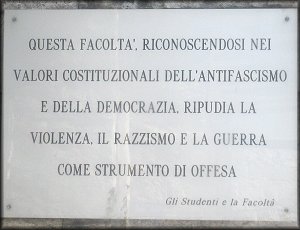 QUESTA FACOLTA', RICONOSCENDOSI NEI
VALORI COSTITUZIONALI DELL'ANTIFASCISMO
E DELLA DEMOCRAZIA, RIPUDIA LA
VIOLENZA, IL RAZZISMO E LA GUERRA
COME STRUMENTO DI OFFESA
Gli Studenti e la Facoltá